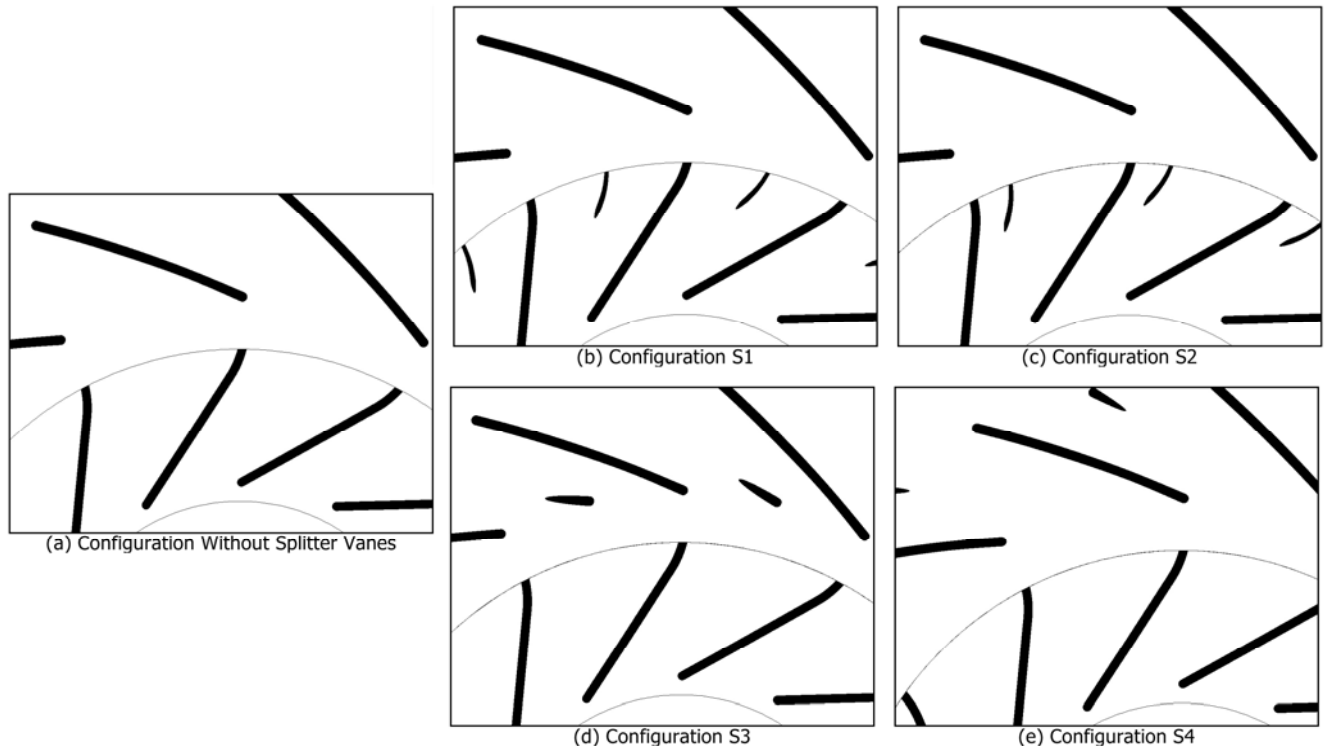 (b) Configuration S1
(c) Configuration S2
(a) Configuration Without Splitter Vanes
(d) Configuration S3
(e) Configuration S4